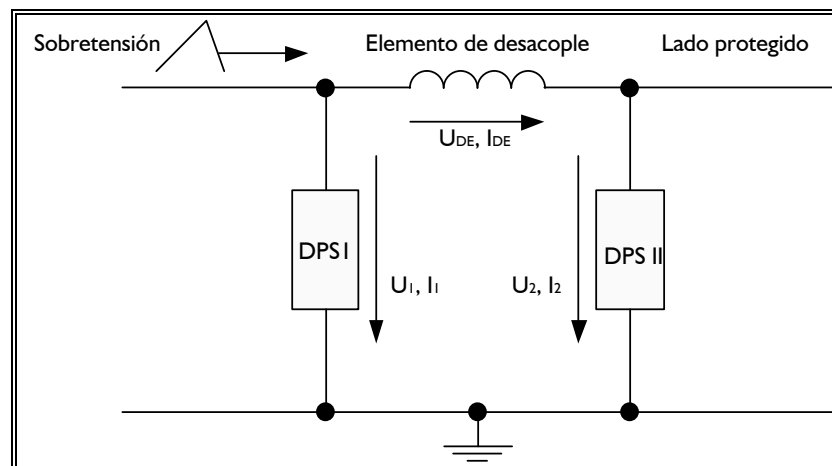 Sobretensión
Elemento de desacople
Lado protegido
UDE, IDE
DPS I
U1, I1
U2, I2
DPS II